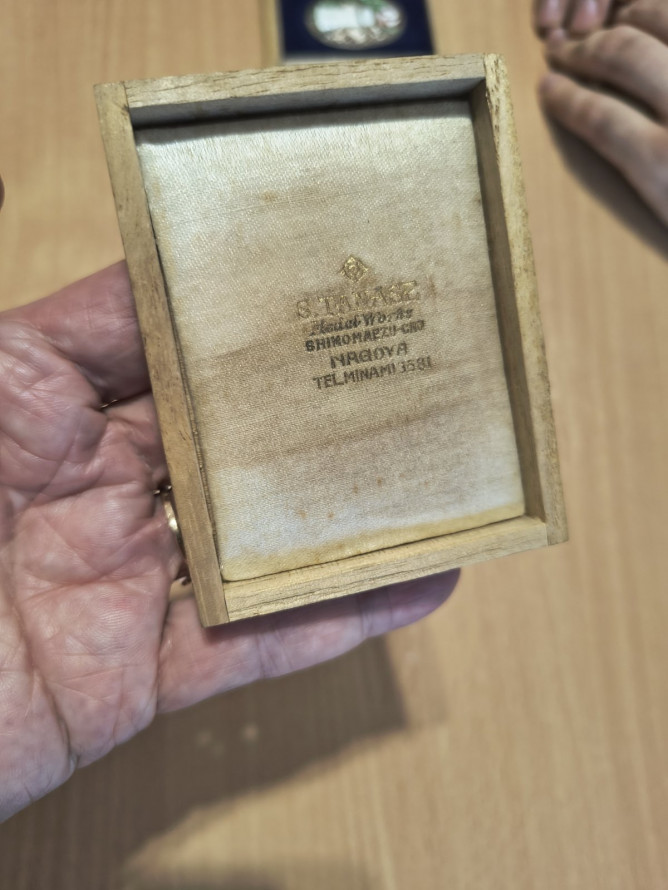 S.
Medal Works
SHIMOMAEZU-CHO
NAGOYA
TEL.MINAMI 3581